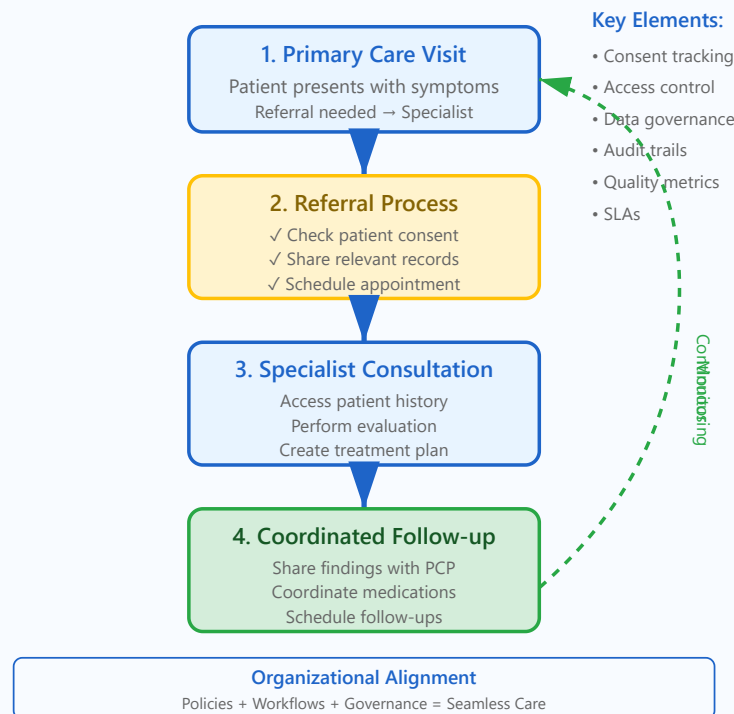 Key Elements:
• Consent tracking
• Access control
• Data governance
• Audit trails
• Quality metrics
• SLAs
1. Primary Care Visit
Patient presents with symptoms
Referral needed → Specialist
2. Referral Process
✓ Check patient consent
✓ Share relevant records
✓ Schedule appointment
3. Specialist Consultation
Access patient history
Perform evaluation
Create treatment plan
4. Coordinated Follow-up
Share findings with PCP
Coordinate medications
Schedule follow-ups
Continuous
Monitoring
Organizational Alignment
Policies + Workflows + Governance = Seamless Care